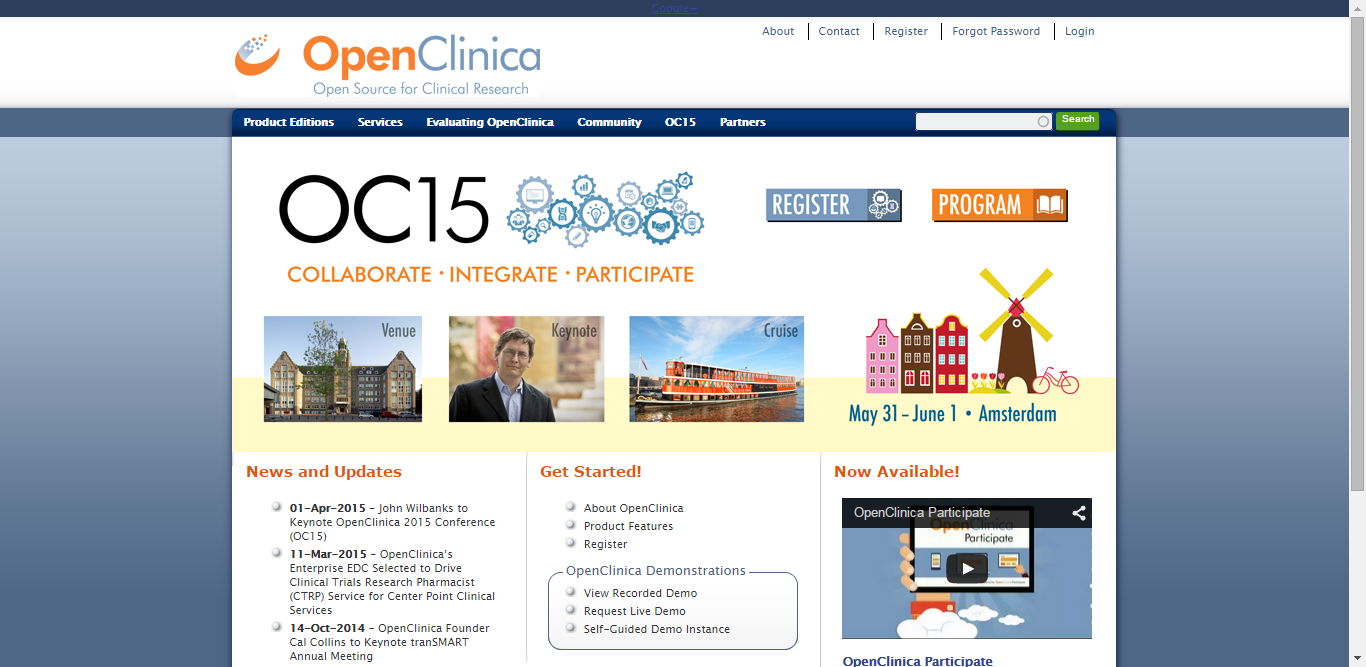 Google+
About
Contact
Register
Forgot Password
Login
OpenClinica
Open Source for Clinical Research
Product Editions
Services
Evaluating OpenClinica
Community
OC15
Partners
Search
OC15
REGISTER
PROGRAM
COLLABORATE · INTEGRATE · PARTICIPATE
Venue
Keynote
Cruise
May 31 – June 1 • Amsterdam
News and Updates
01-Apr-2015 - John Wilbanks to
Keynote OpenClinica 2015 Conference
(OC15)
11-Mar-2015 - OpenClinica's
Enterprise EDC Selected to Drive
Clinical Trials Research Pharmacist
(CTRP) Service for Center Point Clinical
Services
14-Oct-2014 - OpenClinica Founder
Cal Collins to Keynote tranSMART
Annual Meeting
Get Started!
About OpenClinica
Product Features
Register
OpenClinica Demonstrations
View Recorded Demo
Request Live Demo
Self-Guided Demo Instance
Now Available!
OpenClinica Participate
OpenClinica
Participate
OpenClinica Participate